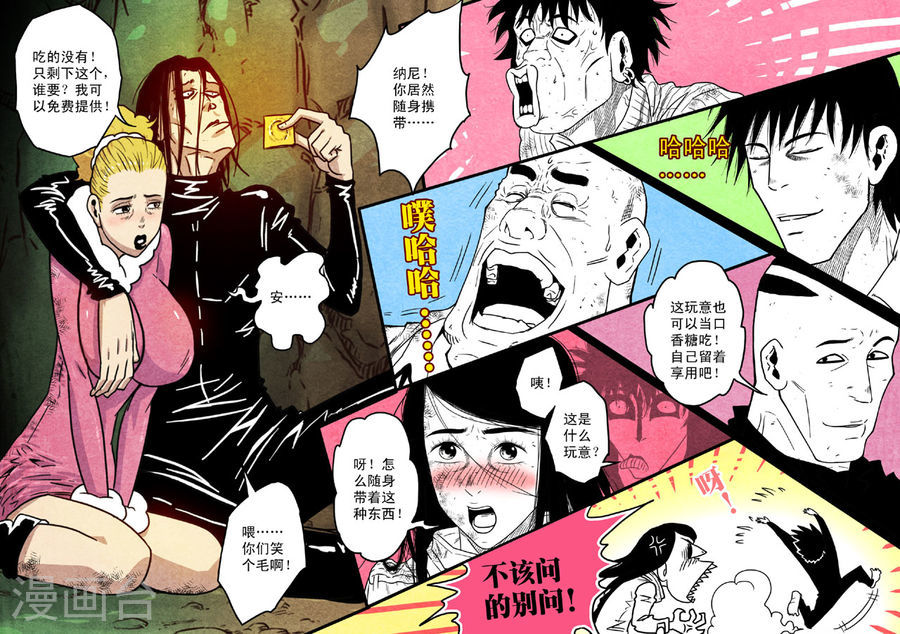 吃的没有！
只剩下这个，
谁要？我可
以免费提供！
纳尼！
你居然
随身携
带……
哈哈哈
……
噗哈哈……
安……
这玩意也
可以当口
香糖吃！
自己留着
享用吧！
咦！
这是
什么
玩意？
呀！怎
么随身
带着这
种东西！
喂……
你们笑
个毛啊！
呀！
不该问
的别问！
漫画台